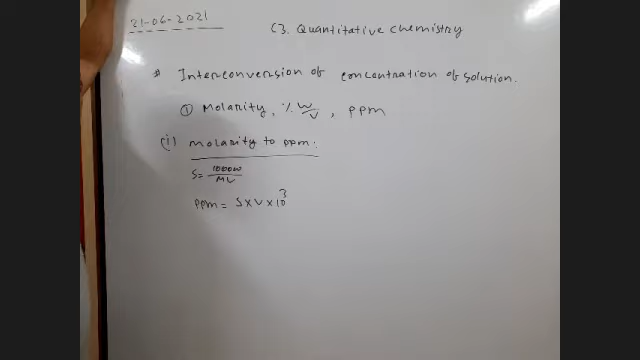 21-06-2021
C3. Quantitative Chemistry
* Interconversion of concentration of solution.
① Molarity, % W/V, ppm
(i) Molarity to ppm:
S = 1000W/MV
ppm = S×V×10³